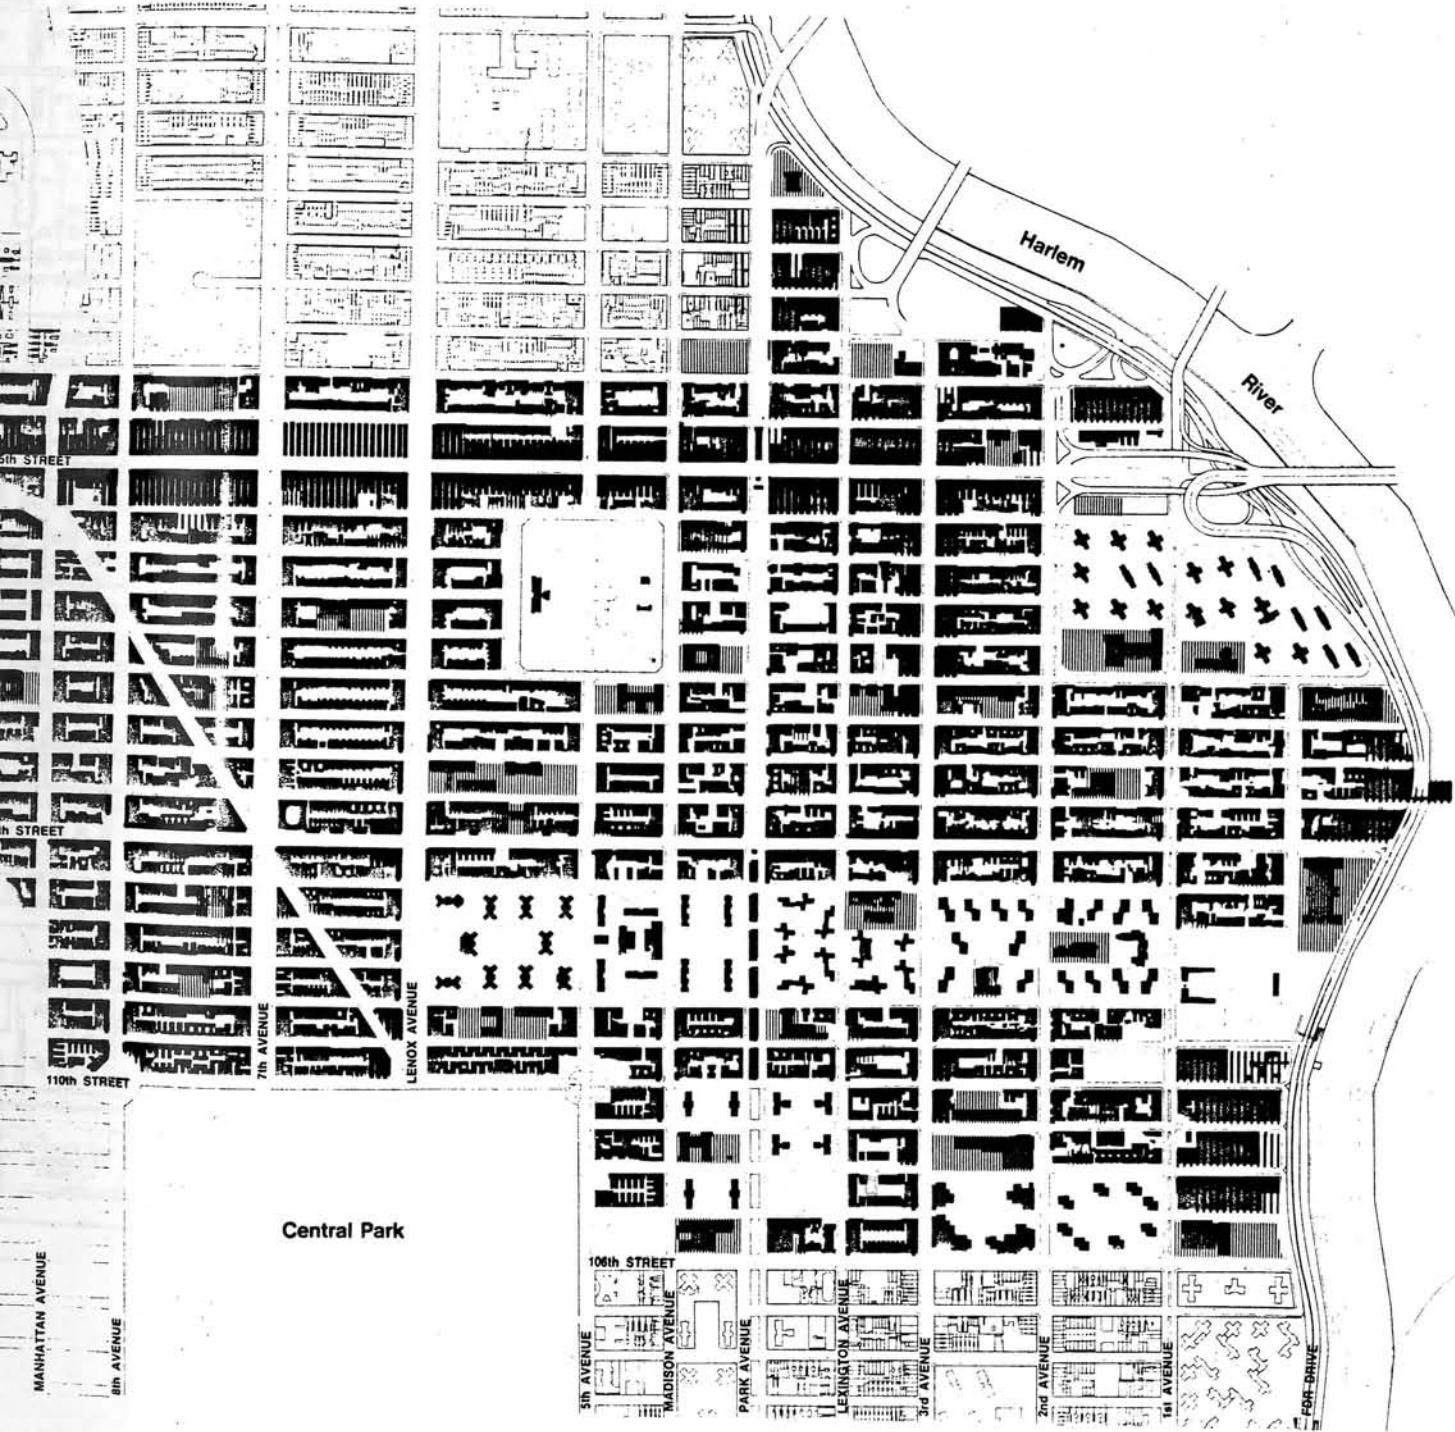 Harlem
River
5th STREET
h STREET
110th STREET
7th AVENUE
LENOX AVENUE
Central Park
106th STREET
MANHATTAN AVENUE
8th AVENUE
5th AVENUE
MADISON AVENUE
PARK AVENUE
LEXINGTON AVENUE
3rd AVENUE
2nd AVENUE
1st AVENUE
FDR DRIVE